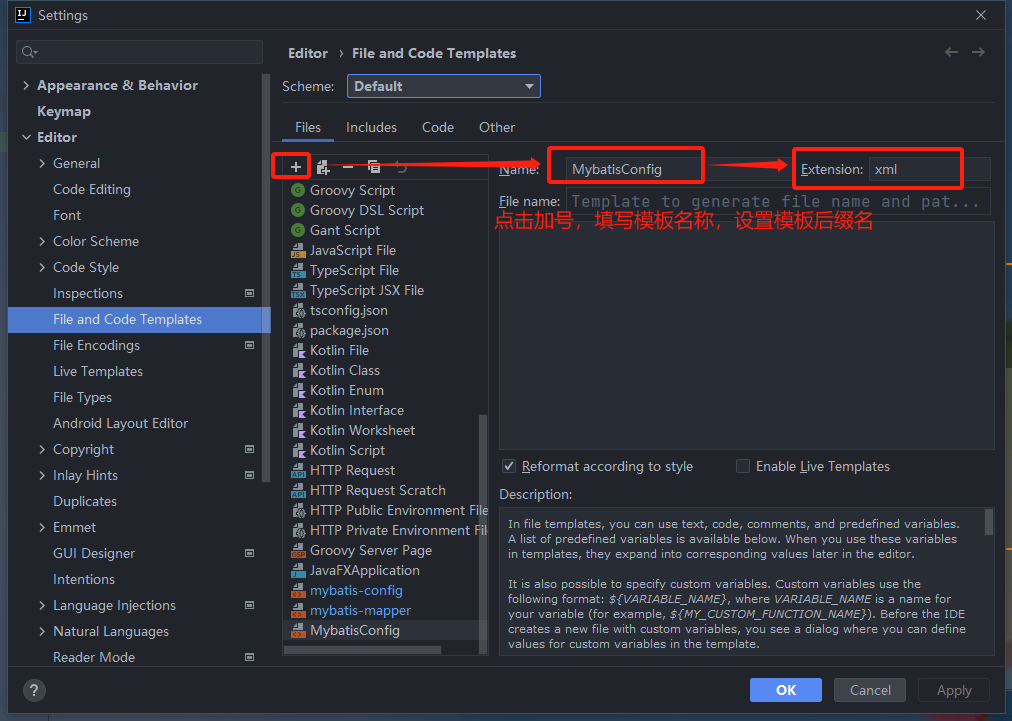 Settings
Editor › File and Code Templates
Scheme: Default
Appearance & Behavior
Keymap
Editor
General
Code Editing
Font
Color Scheme
Code Style
Inspections
File and Code Templates
File Encodings
Live Templates
File Types
Android Layout Editor
Copyright
Inlay Hints
Duplicates
Emmet
GUI Designer
Intentions
Language Injections
Natural Languages
Reader Mode
Files Includes Code Other
Groovy Script
Groovy DSL Script
Gant Script
JavaScript File
TypeScript File
TypeScript JSX File
tsconfig.json
package.json
Kotlin File
Kotlin Class
Kotlin Enum
Kotlin Interface
Kotlin Worksheet
Kotlin Script
HTTP Request
HTTP Request Scratch
HTTP Public Environment File
HTTP Private Environment Fil
Groovy Server Page
JavaFXApplication
mybatis-config
mybatis-mapper
MybatisConfig
Name: MybatisConfig Extension: xml
File name: Template to generate file name and pat...
点击加号，填写模板名称，设置模板后缀名
Reformat according to style Enable Live Templates
Description:
In file templates, you can use text, code, comments, and predefined variables.
A list of predefined variables is available below. When you use these variables
in templates, they expand into corresponding values later in the editor.
It is also possible to specify custom variables. Custom variables use the
following format: ${VARIABLE_NAME}, where VARIABLE_NAME is a name for
your variable (for example, ${MY_CUSTOM_FUNCTION_NAME}). Before the IDE
creates a new file with custom variables, you see a dialog where you can define
values for custom variables in the template.
? OK Cancel Apply